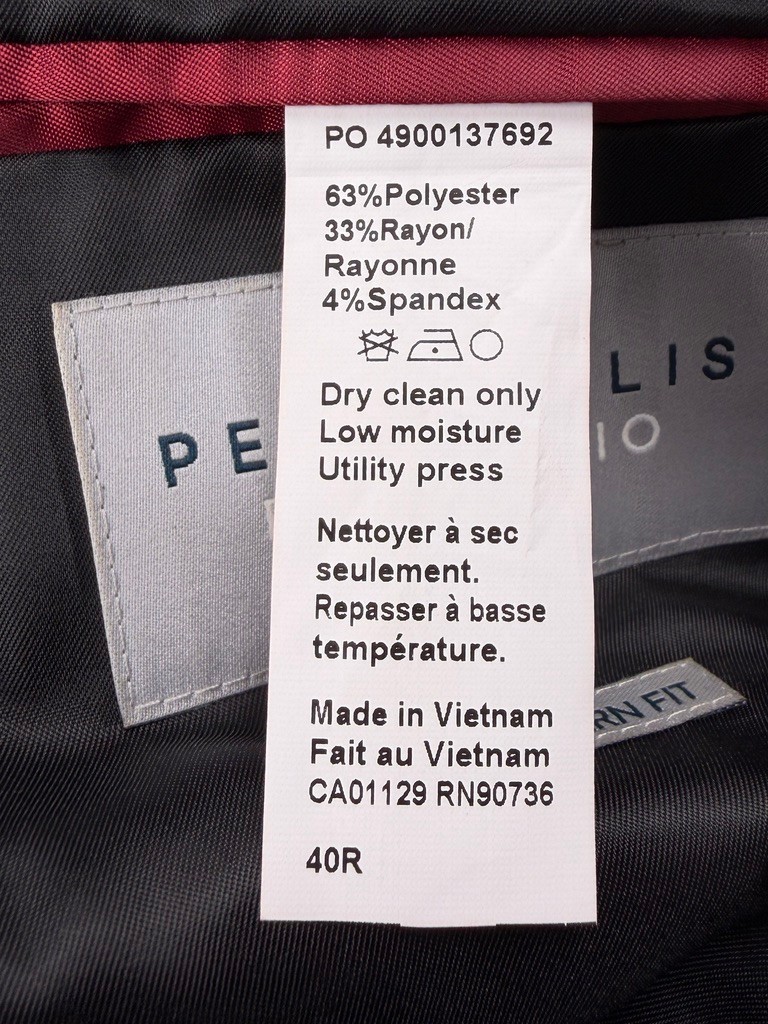 PO 4900137692
63%Polyester
33%Rayon/
Rayonne
4%Spandex
Dry clean only
Low moisture
Utility press
Nettoyer à sec
seulement.
Repasser à basse
température.
Made in Vietnam
Fait au Vietnam
CA01129 RN90736
40R
PE LIS
IO
RN FIT